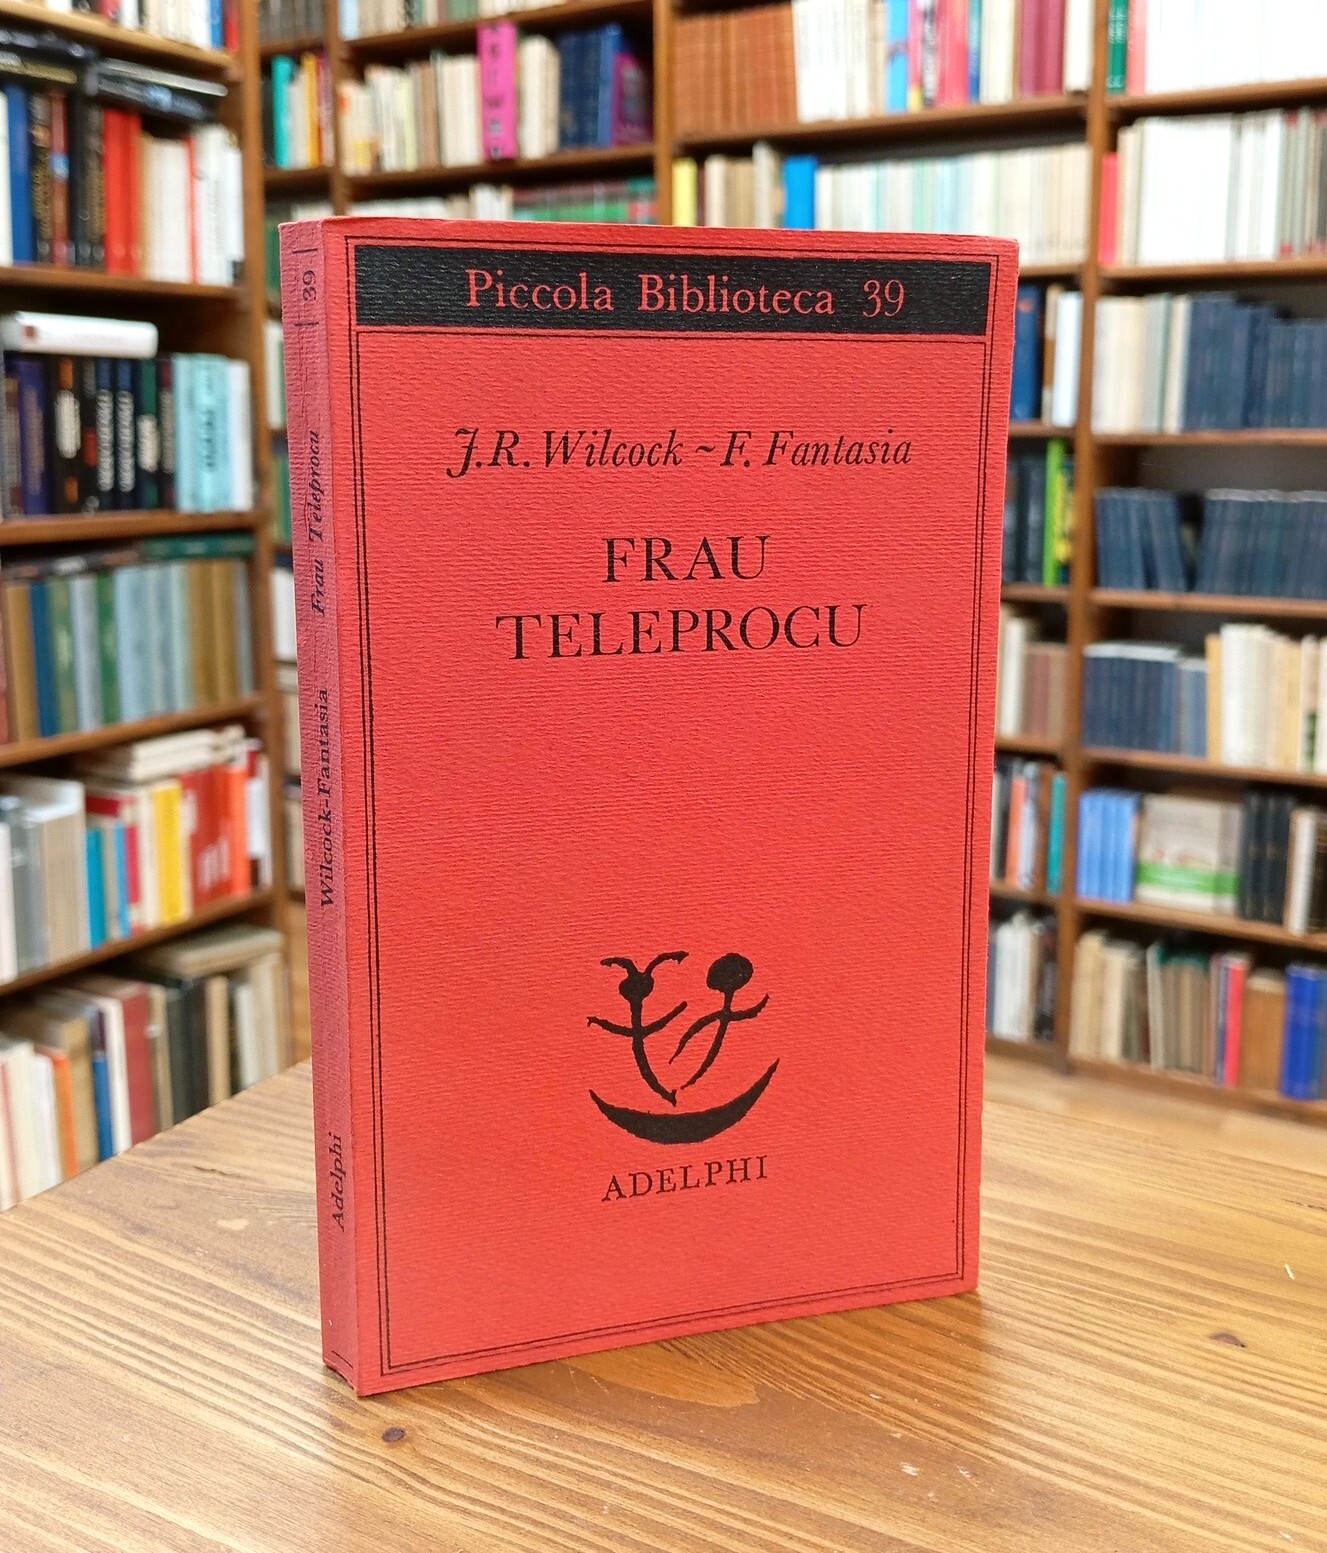 Piccola Biblioteca 39
J.R. Wilcock ~ F. Fantasia
FRAU
TELEPROCU
ADELPHI
39
Frau Teleprocu
Wilcock-Fantasia
Adelphi